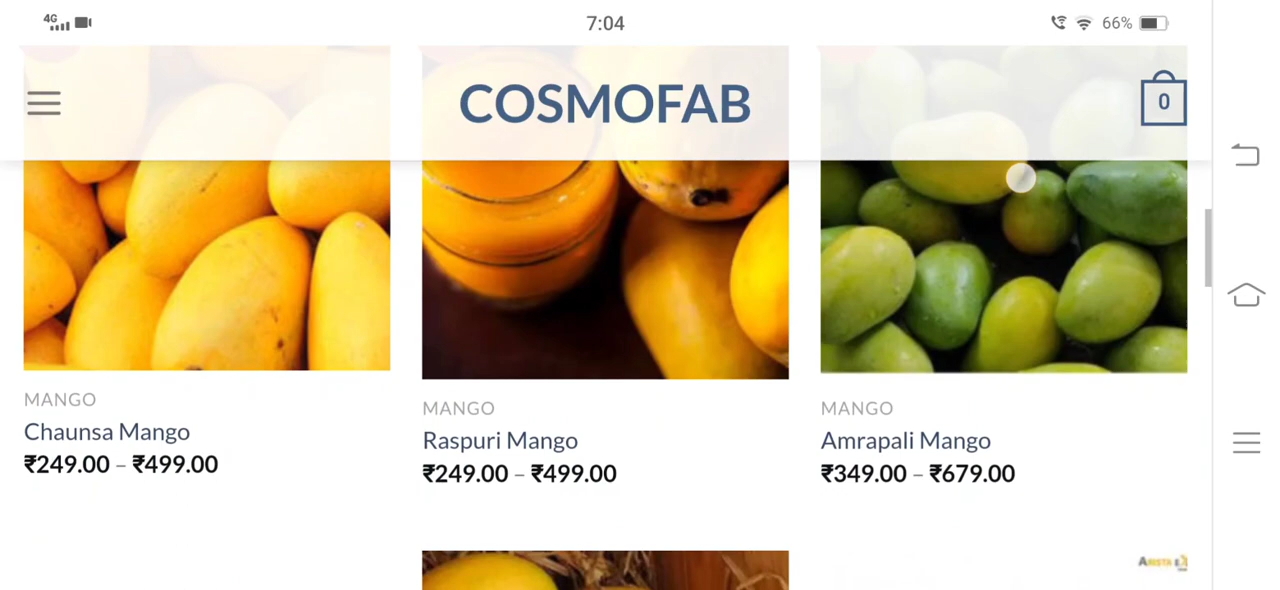 4G
7:04
66%
COSMOFAB
0
MANGO
Chaunsa Mango
₹249.00 – ₹499.00
MANGO
Raspuri Mango
₹249.00 – ₹499.00
MANGO
Amrapali Mango
₹349.00 – ₹679.00